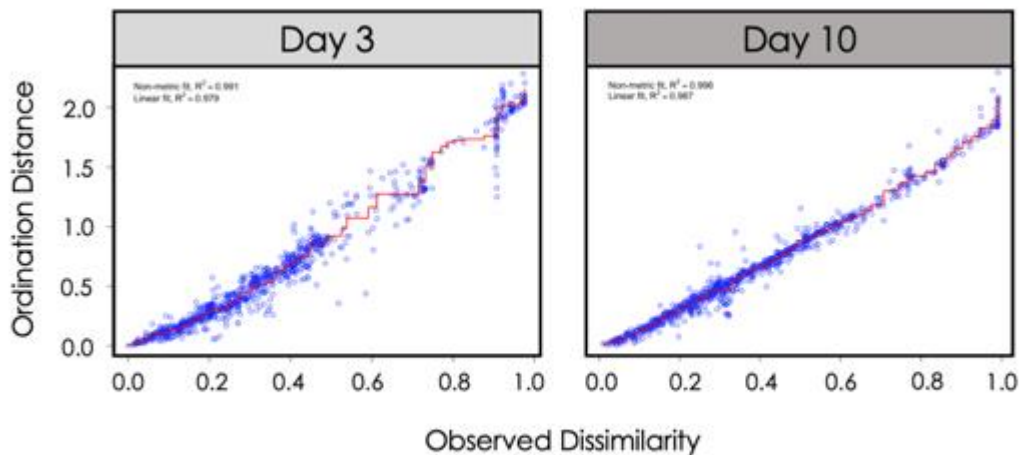 Day 3
Day 10
Non-metric fit, R² = 0.991
Linear fit, R² = 0.979
Non-metric fit, R² = 0.996
Linear fit, R² = 0.987
Ordination Distance
2.0
1.5
1.0
0.5
0.0
0.0 0.2 0.4 0.6 0.8 1.0
0.0 0.2 0.4 0.6 0.8 1.0
Observed Dissimilarity